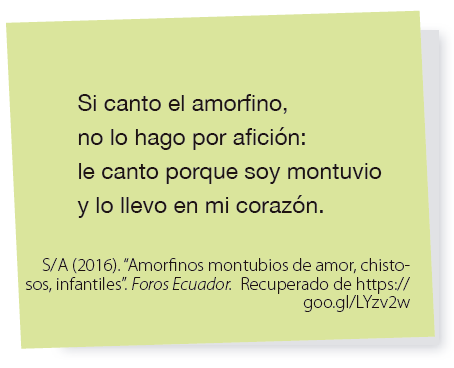 Si canto el amorfino,
no lo hago por afición:
le canto porque soy montuvio
y lo llevo en mi corazón.
S/A (2016). “Amorfinos montubios de amor, chisto-
sos, infantiles”. Foros Ecuador. Recuperado de https://
goo.gl/LYzv2w